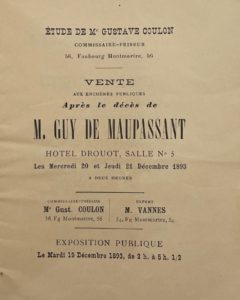 ÉTUDE DE Mᵉ GUSTAVE COULON
COMMISSAIRE-PRISEUR
56, Faubourg Montmartre, 56
VENTE
AUX ENCHÈRES PUBLIQUES
Après le décès de
M. GUY DE MAUPASSANT
HOTEL DROUOT, SALLE Nº 5
Les Mercredi 20 et Jeudi 21 Décembre 1893
A DEUX HEURES
COMMISSAIRE-PRISEUR
Mᵉ Gust. COULON
56, Fg Montmartre, 56
EXPERT
M. VANNES
54, Fg Montmartre, 54
EXPOSITION PUBLIQUE
Le Mardi 19 Décembre 1893, de 2 h. à 5 h. 1/2